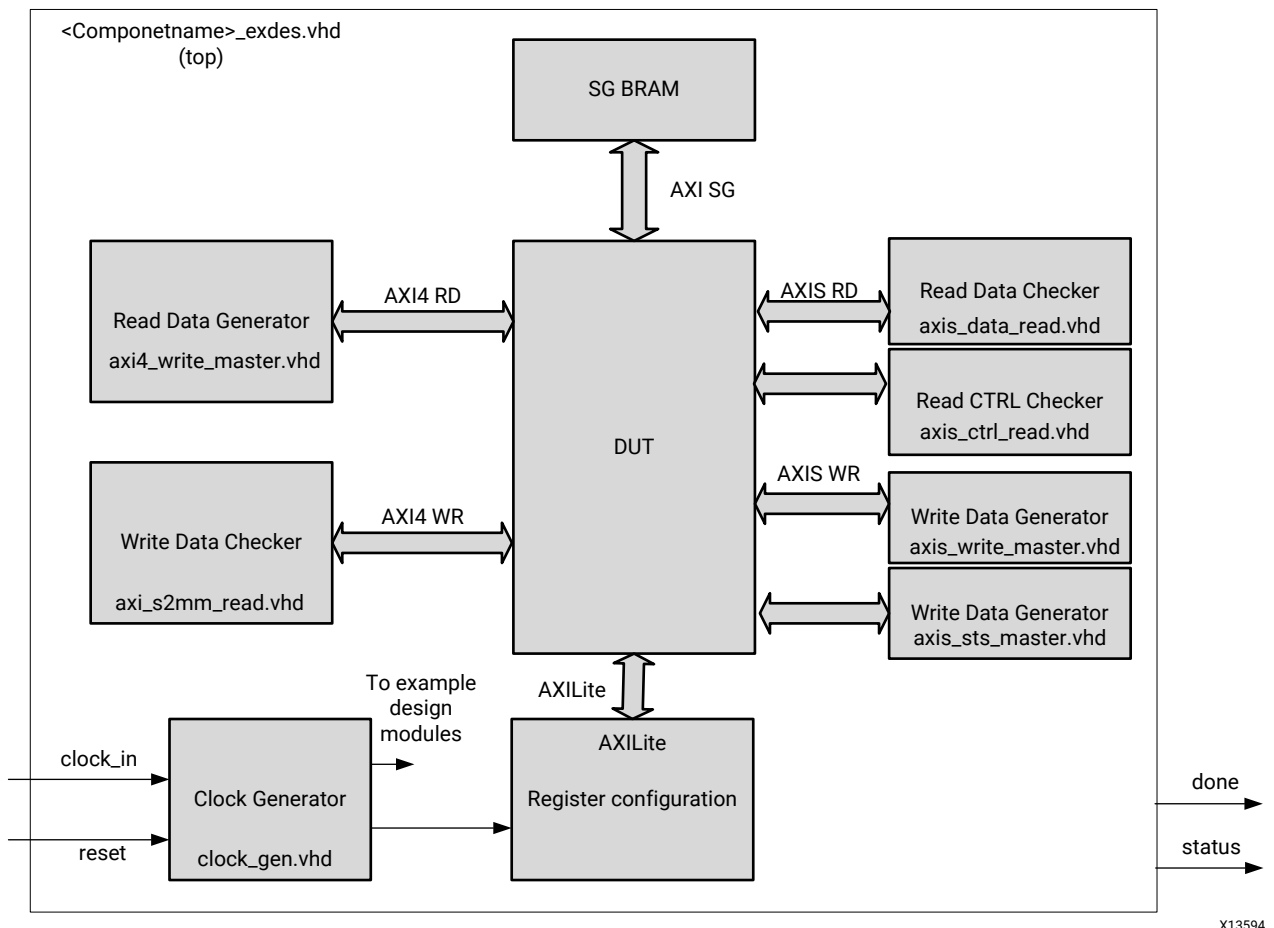 <Componetname>_exdes.vhd
(top)
SG BRAM
AXI SG
AXI4 RD
Read Data Generator
axi4_write_master.vhd
AXIS RD
Read Data Checker
axis_data_read.vhd
Read CTRL Checker
axis_ctrl_read.vhd
DUT
AXI4 WR
Write Data Checker
axi_s2mm_read.vhd
AXIS WR
Write Data Generator
axis_write_master.vhd
Write Data Generator
axis_sts_master.vhd
AXILite
To example
design
modules
clock_in
reset
Clock Generator
clock_gen.vhd
AXILite
Register configuration
done
status
X13594